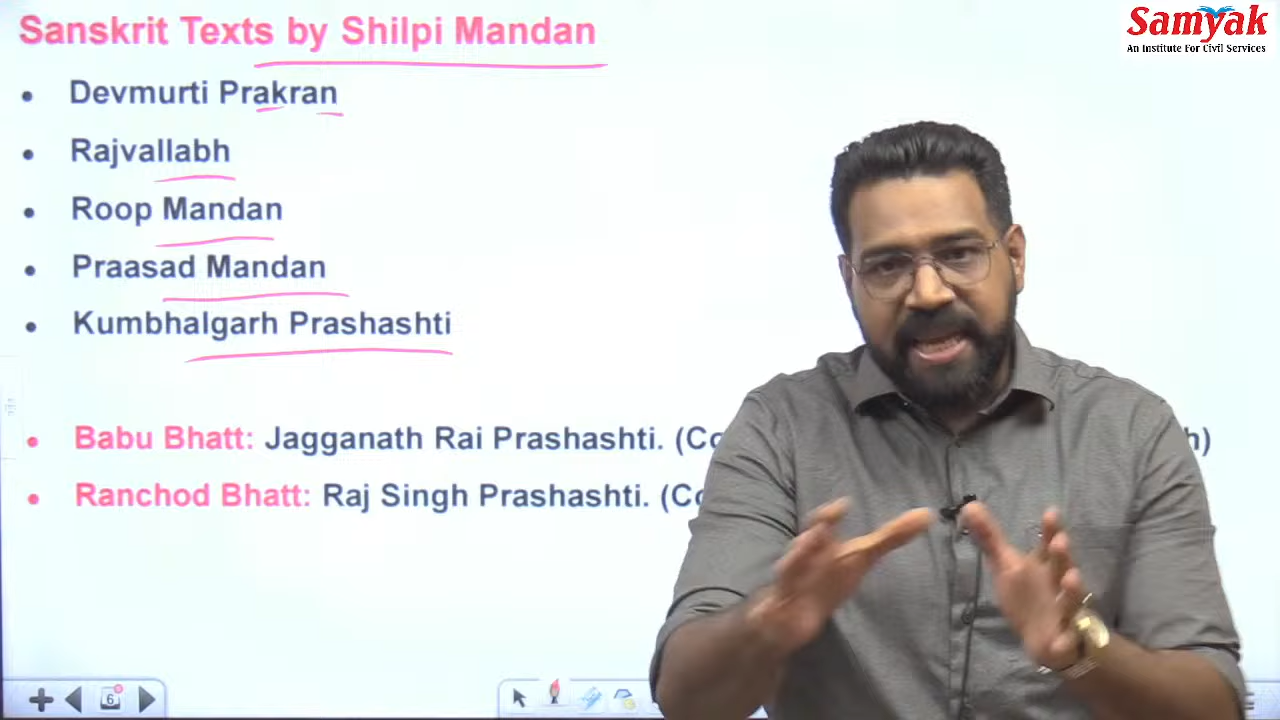 Sanskrit Texts by Shilpi Mandan
Samyak
An Institute For Civil Services
• Devmurti Prakran
• Rajvallabh
• Roop Mandan
• Praasad Mandan
• Kumbhalgarh Prashashti
• Babu Bhatt: Jagganath Rai Prashashti. (Co h)
• Ranchod Bhatt: Raj Singh Prashashti. (Co
6